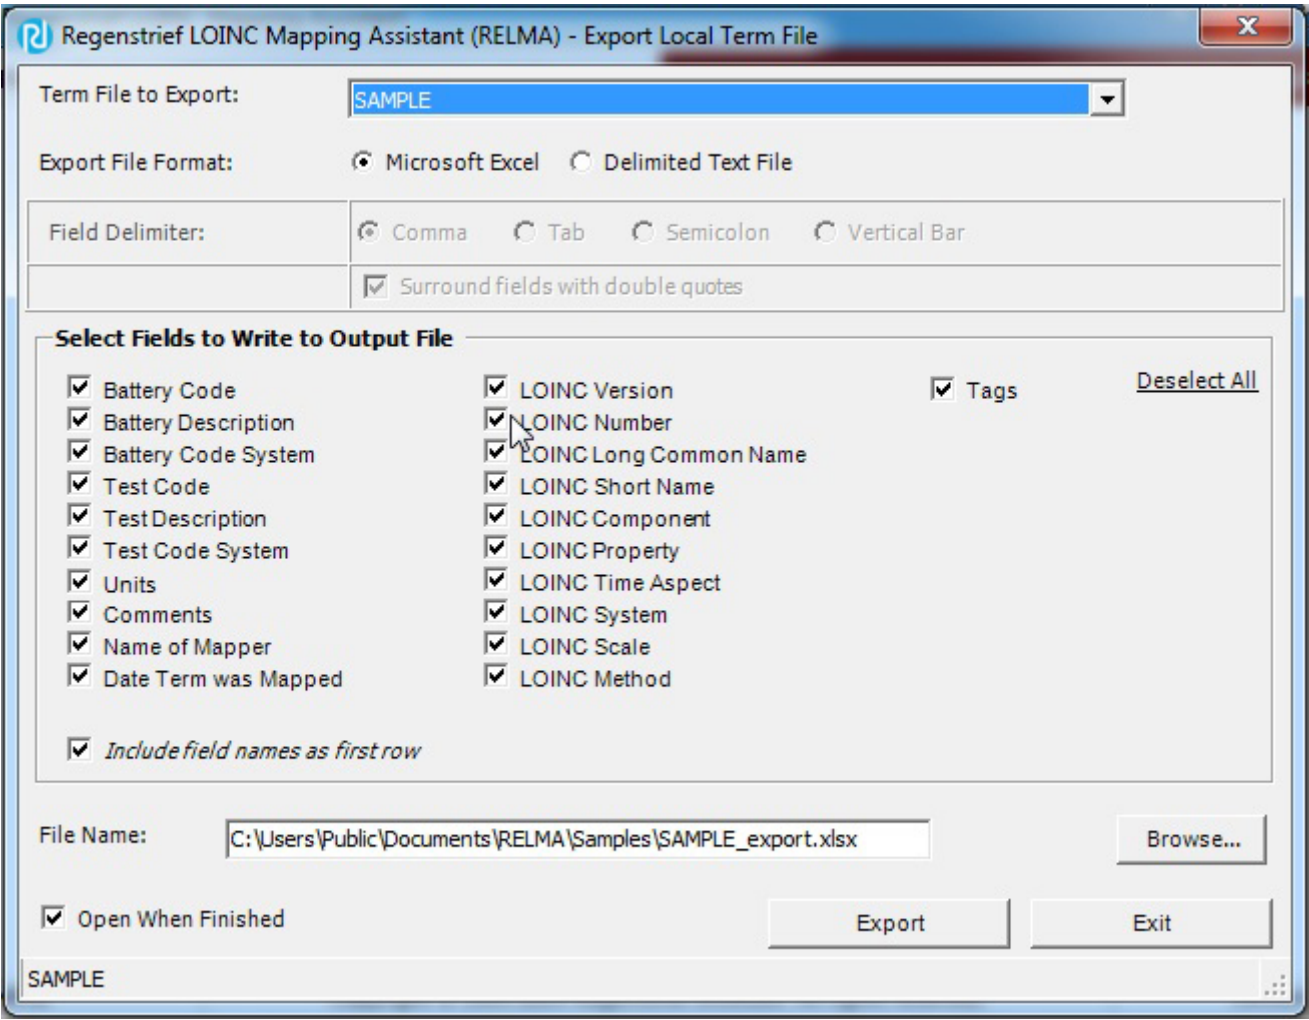 Regenstrief LOINC Mapping Assistant (RELMA) - Export Local Term File
Term File to Export: SAMPLE
Export File Format: Microsoft Excel Delimited Text File
Field Delimiter: Comma Tab Semicolon Vertical Bar
Surround fields with double quotes
Select Fields to Write to Output File
Deselect All
Battery Code LOINC Version Tags
Battery Description LOINC Number
Battery Code System LOINC Long Common Name
Test Code LOINC Short Name
Test Description LOINC Component
Test Code System LOINC Property
Units LOINC Time Aspect
Comments LOINC System
Name of Mapper LOINC Scale
Date Term was Mapped LOINC Method
Include field names as first row
File Name: C:\Users\Public\Documents\RELMA\Samples\SAMPLE_export.xlsx Browse...
Open When Finished Export Exit
SAMPLE